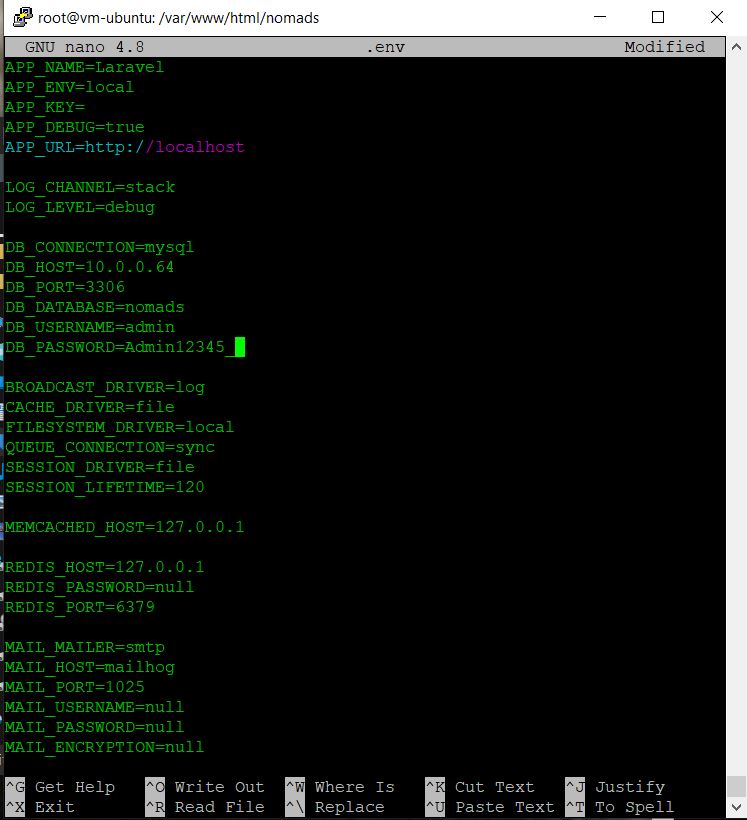 root@vm-ubuntu: /var/www/html/nomads
GNU nano 4.8 .env Modified
APP_NAME=Laravel
APP_ENV=local
APP_KEY=
APP_DEBUG=true
APP_URL=http://localhost
LOG_CHANNEL=stack
LOG_LEVEL=debug
DB_CONNECTION=mysql
DB_HOST=10.0.0.64
DB_PORT=3306
DB_DATABASE=nomads
DB_USERNAME=admin
DB_PASSWORD=Admin12345_
BROADCAST_DRIVER=log
CACHE_DRIVER=file
FILESYSTEM_DRIVER=local
QUEUE_CONNECTION=sync
SESSION_DRIVER=file
SESSION_LIFETIME=120
MEMCACHED_HOST=127.0.0.1
REDIS_HOST=127.0.0.1
REDIS_PASSWORD=null
REDIS_PORT=6379
MAIL_MAILER=smtp
MAIL_HOST=mailhog
MAIL_PORT=1025
MAIL_USERNAME=null
MAIL_PASSWORD=null
MAIL_ENCRYPTION=null
^G Get Help ^O Write Out ^W Where Is ^K Cut Text ^J Justify
^X Exit ^R Read File ^\ Replace ^U Paste Text ^T To Spell